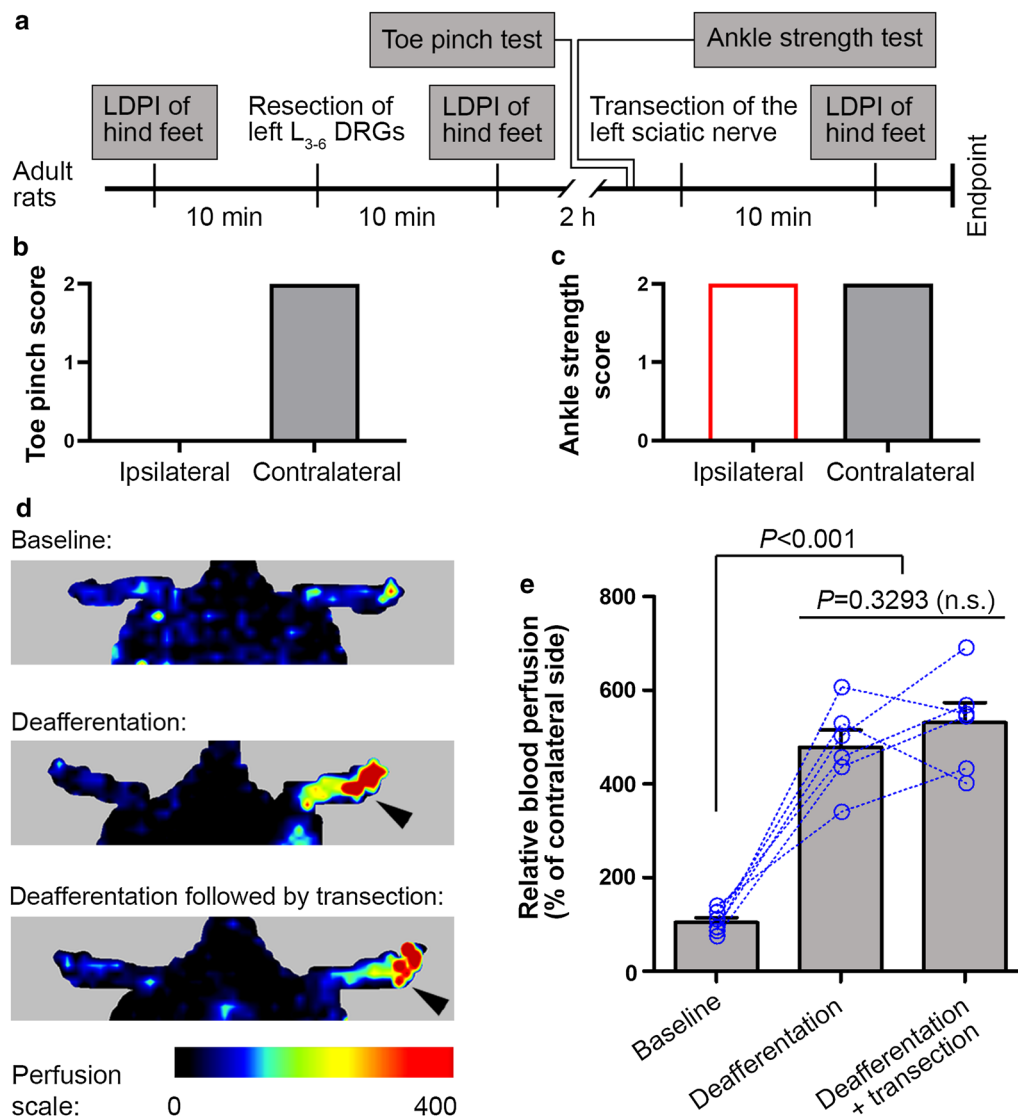 a
Toe pinch test
Ankle strength test
LDPI of
hind feet
Resection of
left L3-6 DRGs
LDPI of
hind feet
Transection of the
left sciatic nerve
LDPI of
hind feet
Adult
rats
10 min
10 min
2 h
10 min
Endpoint
b
Toe pinch score
2
1
0
Ipsilateral
Contralateral
c
Ankle strength
score
2
1
0
Ipsilateral
Contralateral
d
Baseline:
Deafferentation:
Deafferentation followed by transection:
Perfusion
scale:
0
400
e
P<0.001
P=0.3293 (n.s.)
Relative blood perfusion
(% of contralateral side)
800
600
400
200
0
Baseline
Deafferentation
Deafferentation
+ transection